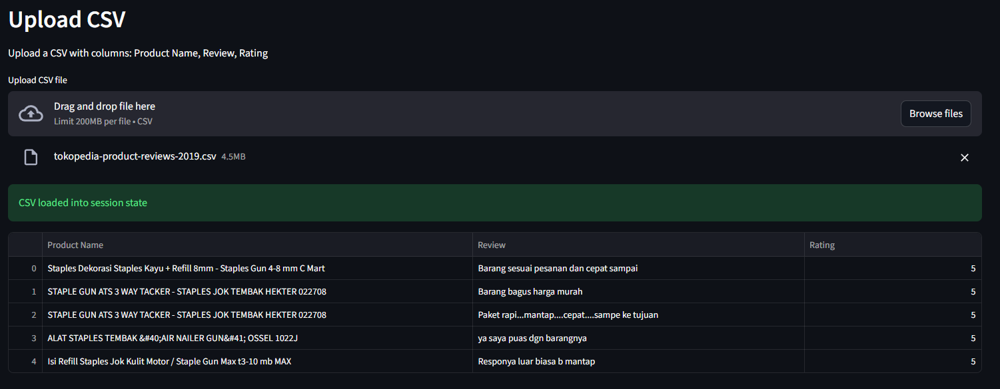 Upload CSV
Upload a CSV with columns: Product Name, Review, Rating
Upload CSV file
Drag and drop file here
Limit 200MB per file • CSV
Browse files
tokopedia-product-reviews-2019.csv 4.5MB
CSV loaded into session state
Product Name Review Rating
0 Staples Dekorasi Staples Kayu + Refill 8mm - Staples Gun 4-8 mm C Mart Barang sesuai pesanan dan cepat sampai 5
1 STAPLE GUN ATS 3 WAY TACKER - STAPLES JOK TEMBAK HEKTER 022708 Barang bagus harga murah 5
2 STAPLE GUN ATS 3 WAY TACKER - STAPLES JOK TEMBAK HEKTER 022708 Paket rapi...mantap....cepat....sampe ke tujuan 5
3 ALAT STAPLES TEMBAK &#40;AIR NAILER GUN&#41; OSSEL 1022J ya saya puas dgn barangnya 5
4 Isi Refill Staples Jok Kulit Motor / Staple Gun Max t3-10 mb MAX Responya luar biasa b mantap 5